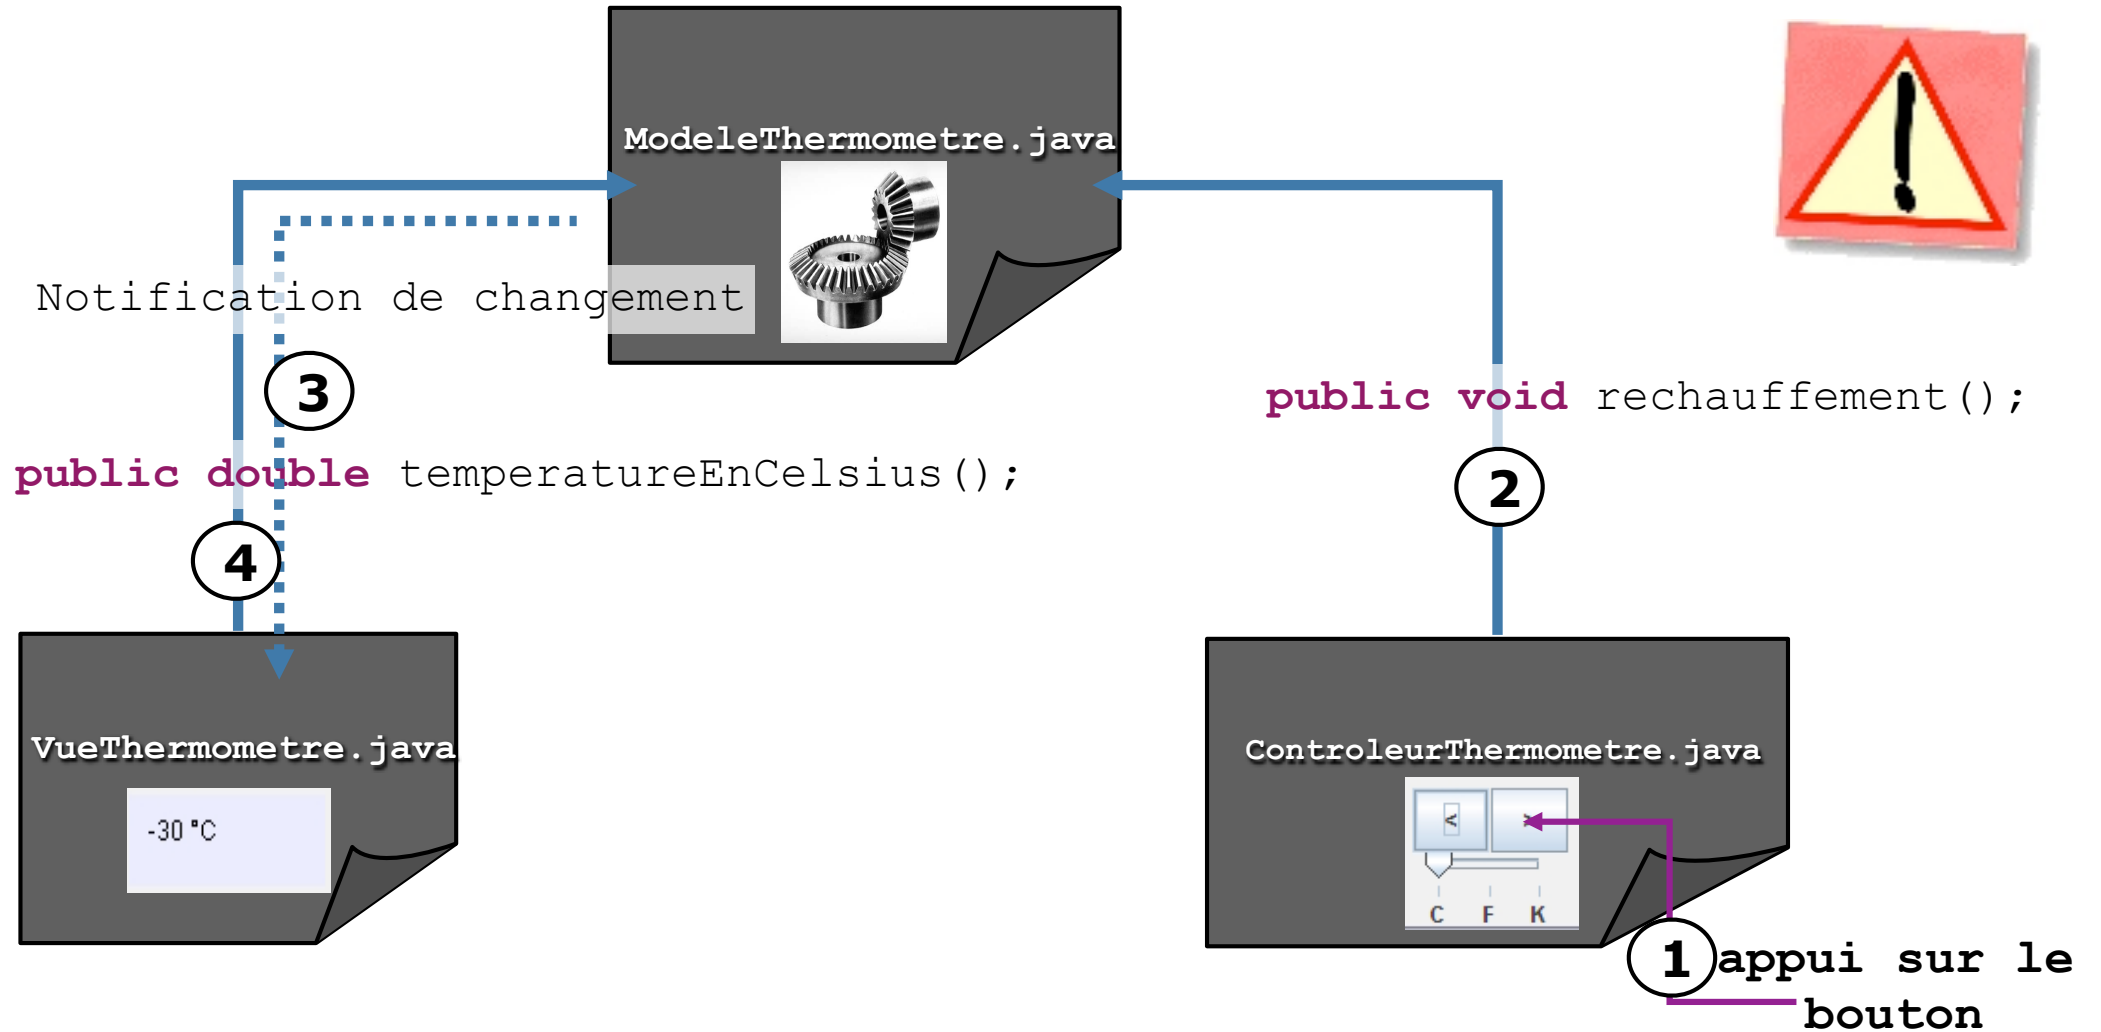 ModeleThermometre.java
Notification de changement
3
public void rechauffement();
public double temperatureEnCelsius();
2
4
VueThermometre.java
-30 °C
ControleurThermometre.java
< >
C F K
1 appui sur le
bouton